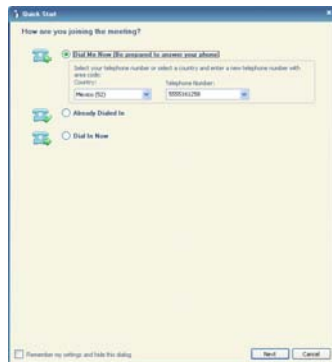 Quick Start
How are you joining the meeting?
Dial Me Now (Be prepared to answer your phone)
Select your telephone number or select a country and enter a new telephone number with
area code:
Country: Telephone Number:
Mexico (52)
Already Dialed In
Dial In Now
Remember my settings and hide this dialog
Next Cancel